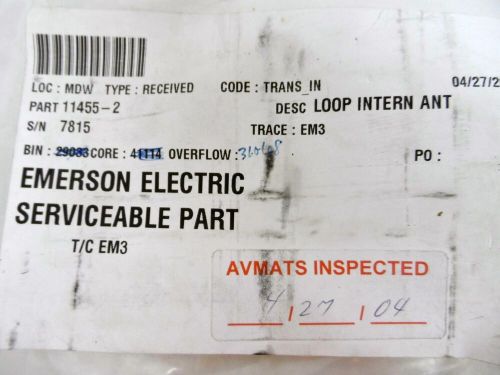 LOC : MDW TYPE : RECEIVED CODE : TRANS_IN 04/27/2
PART 11455-2 DESC LOOP INTERN ANT
S/N 7815 TRACE : EM3
BIN : 29083 CORE : 41114 OVERFLOW : PO :
EMERSON ELECTRIC
SERVICEABLE PART
T/C EM3
AVMATS INSPECTED
4 / 27 / 04